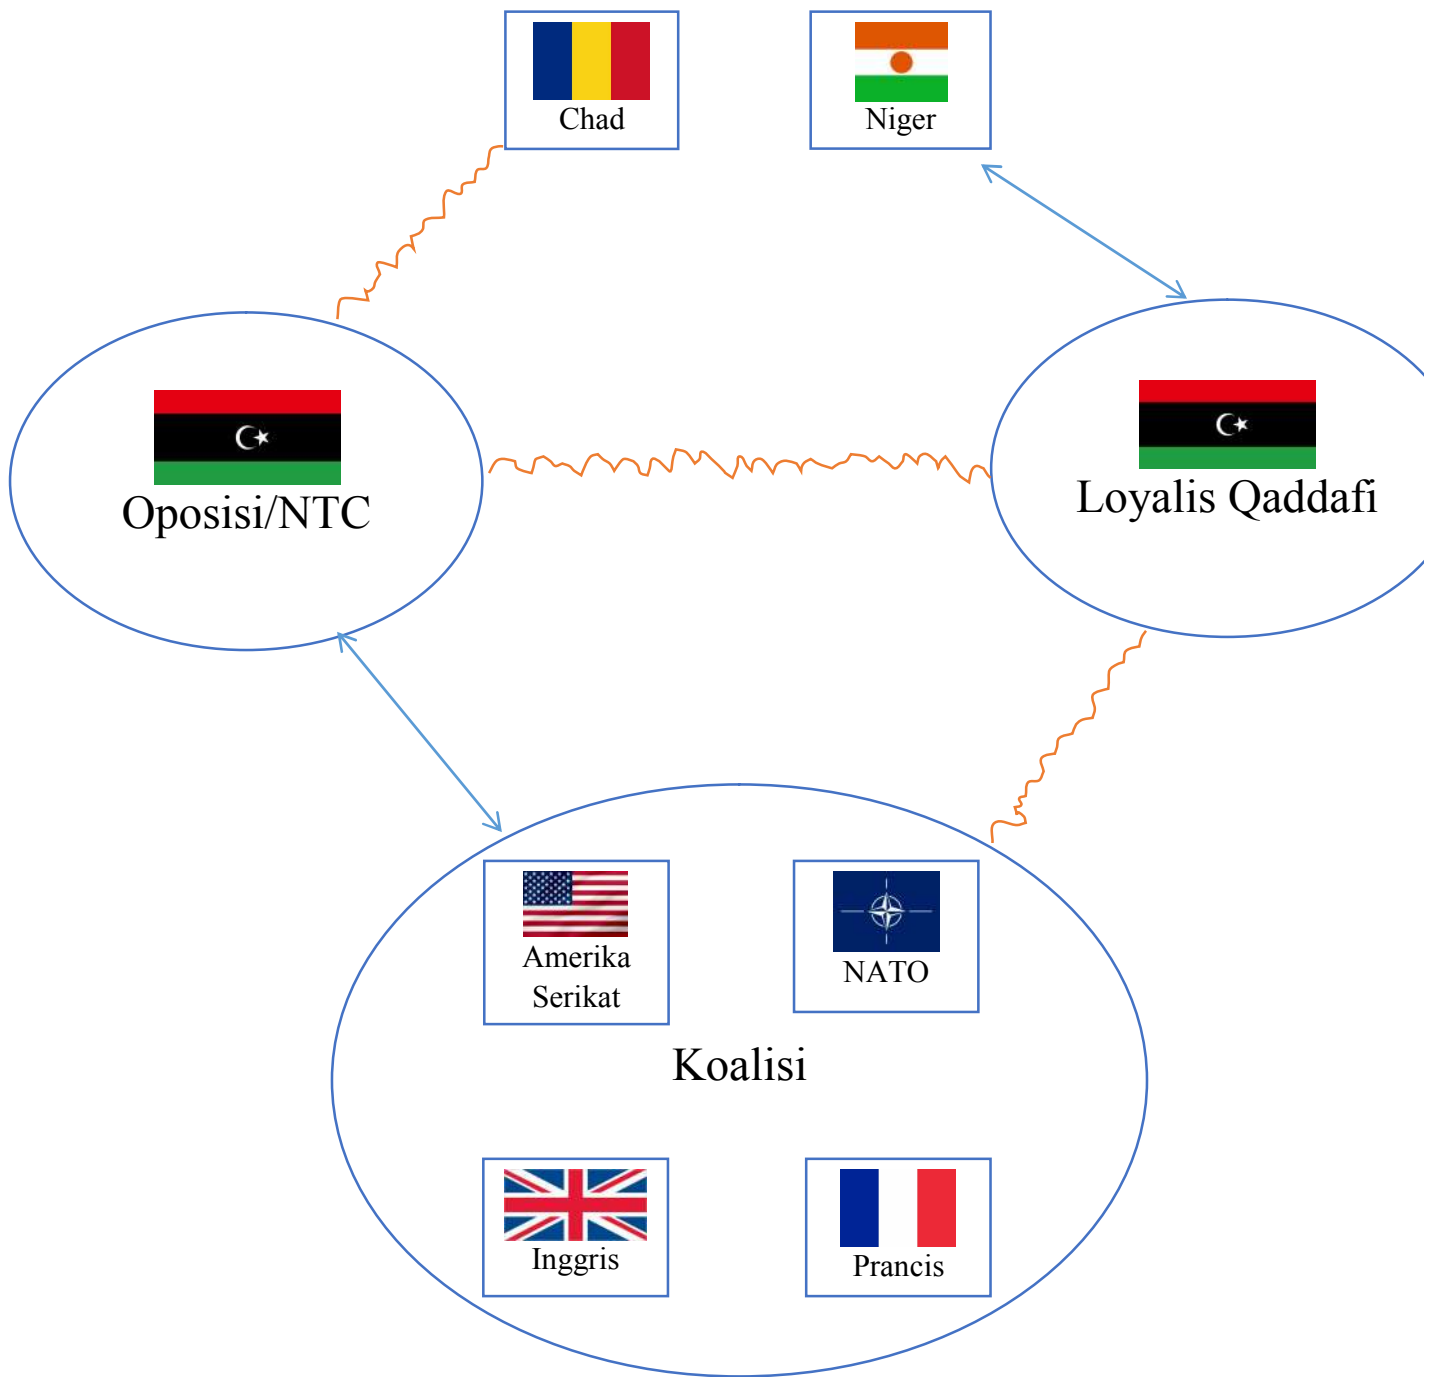 Chad
Niger
Oposisi/NTC
Loyalis Qaddafi
Amerika
Serikat
NATO
Koalisi
Inggris
Prancis